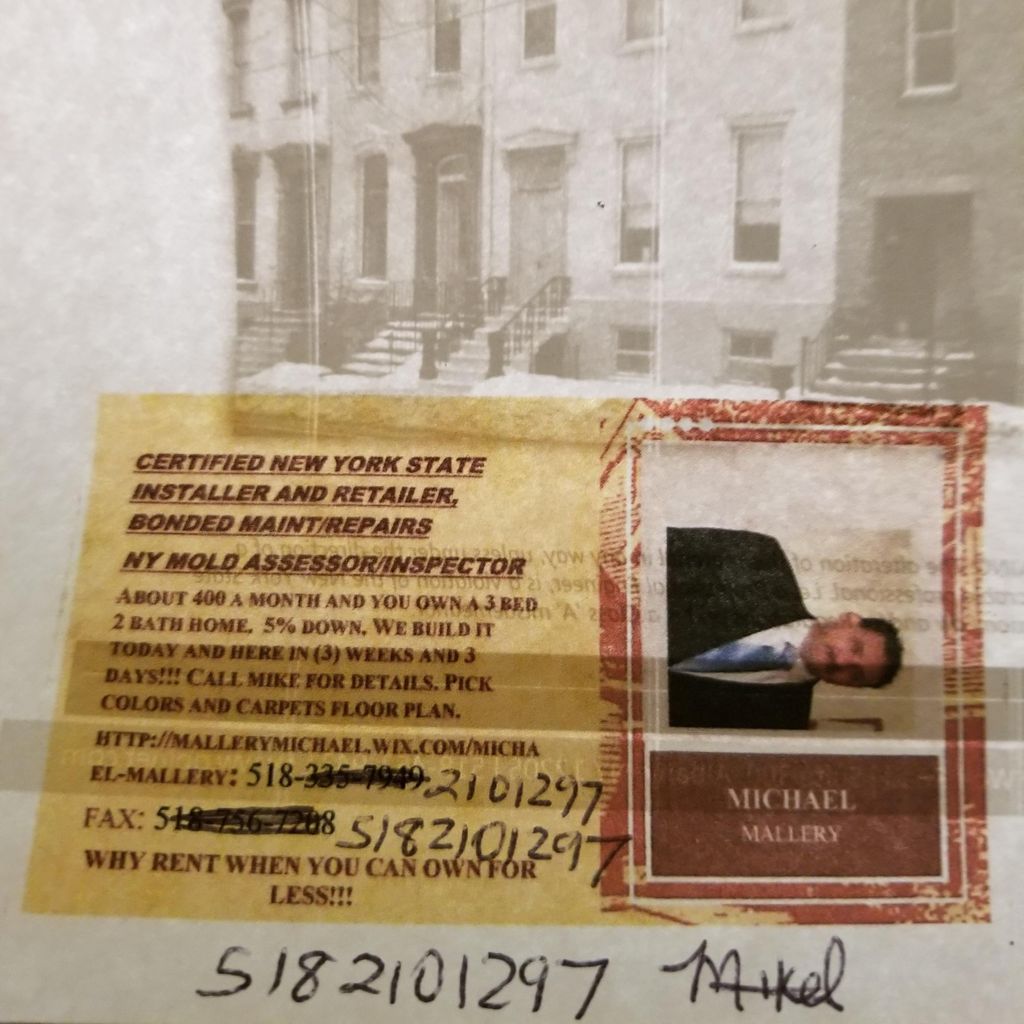 CERTIFIED NEW YORK STATE
INSTALLER AND RETAILER,
BONDED MAINT/REPAIRS
NY MOLD ASSESSOR/INSPECTOR
ABOUT 400 A MONTH AND YOU OWN A 3 BED
2 BATH HOME. 5% DOWN. WE BUILD IT
TODAY AND HERE IN (3) WEEKS AND 3
DAYS!!! CALL MIKE FOR DETAILS. PICK
COLORS AND CARPETS FLOOR PLAN.
HTTP://MALLERYMICHAEL.WIX.COM/MICHA
EL-MALLERY: 518-335-7949 2101297
FAX: 518-756-7208 5182101297
WHY RENT WHEN YOU CAN OWN FOR
LESS!!!
MICHAEL
MALLERY
5182101297